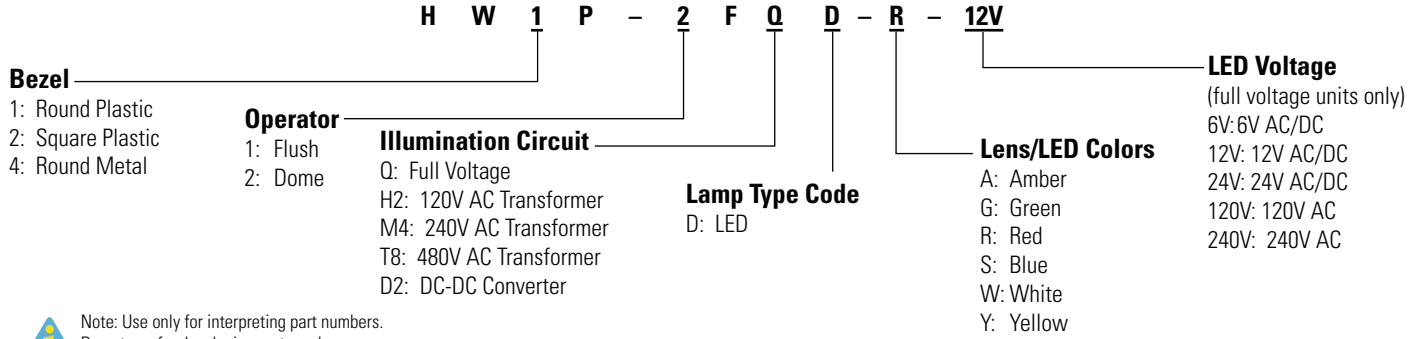 H W 1 P – 2 F Q D – R – 12V
Bezel
1: Round Plastic
2: Square Plastic
4: Round Metal
Operator
1: Flush
2: Dome
Illumination Circuit
Q: Full Voltage
H2: 120V AC Transformer
M4: 240V AC Transformer
T8: 480V AC Transformer
D2: DC-DC Converter
Lamp Type Code
D: LED
Lens/LED Colors
A: Amber
G: Green
R: Red
S: Blue
W: White
Y: Yellow
LED Voltage
(full voltage units only)
6V: 6V AC/DC
12V: 12V AC/DC
24V: 24V AC/DC
120V: 120V AC
240V: 240V AC
Note: Use only for interpreting part numbers.